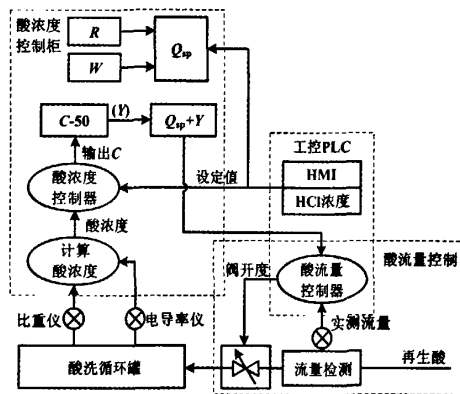 酸浓度
控制柜
R
W
Qsp
C-50
(Y)
Qsp+Y
输出C
工控PLC
HMI
HCl浓度
设定值
酸浓度
控制器
酸浓度
计算
酸浓度
阀开度
酸流量控制
酸流量
控制器
比重仪
电导率仪
实测流量
酸洗循环罐
流量检测
再生酸